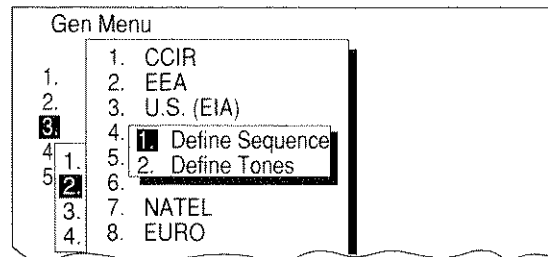 Gen Menu
1. CCIR
1. 2. EEA
2. 3. U.S. (EIA)
3. 4. 1. Define Sequence
4 1. 5. 2. Define Tones
5 2. 6.
3. 7. NATEL
4. 8. EURO